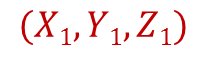 (X₁, Y₁, Z₁)